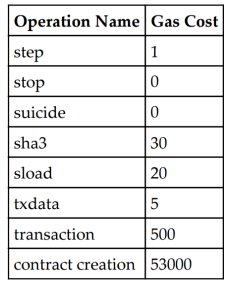 Operation Name Gas Cost
step 1
stop 0
suicide 0
sha3 30
sload 20
txdata 5
transaction 500
contract creation 53000